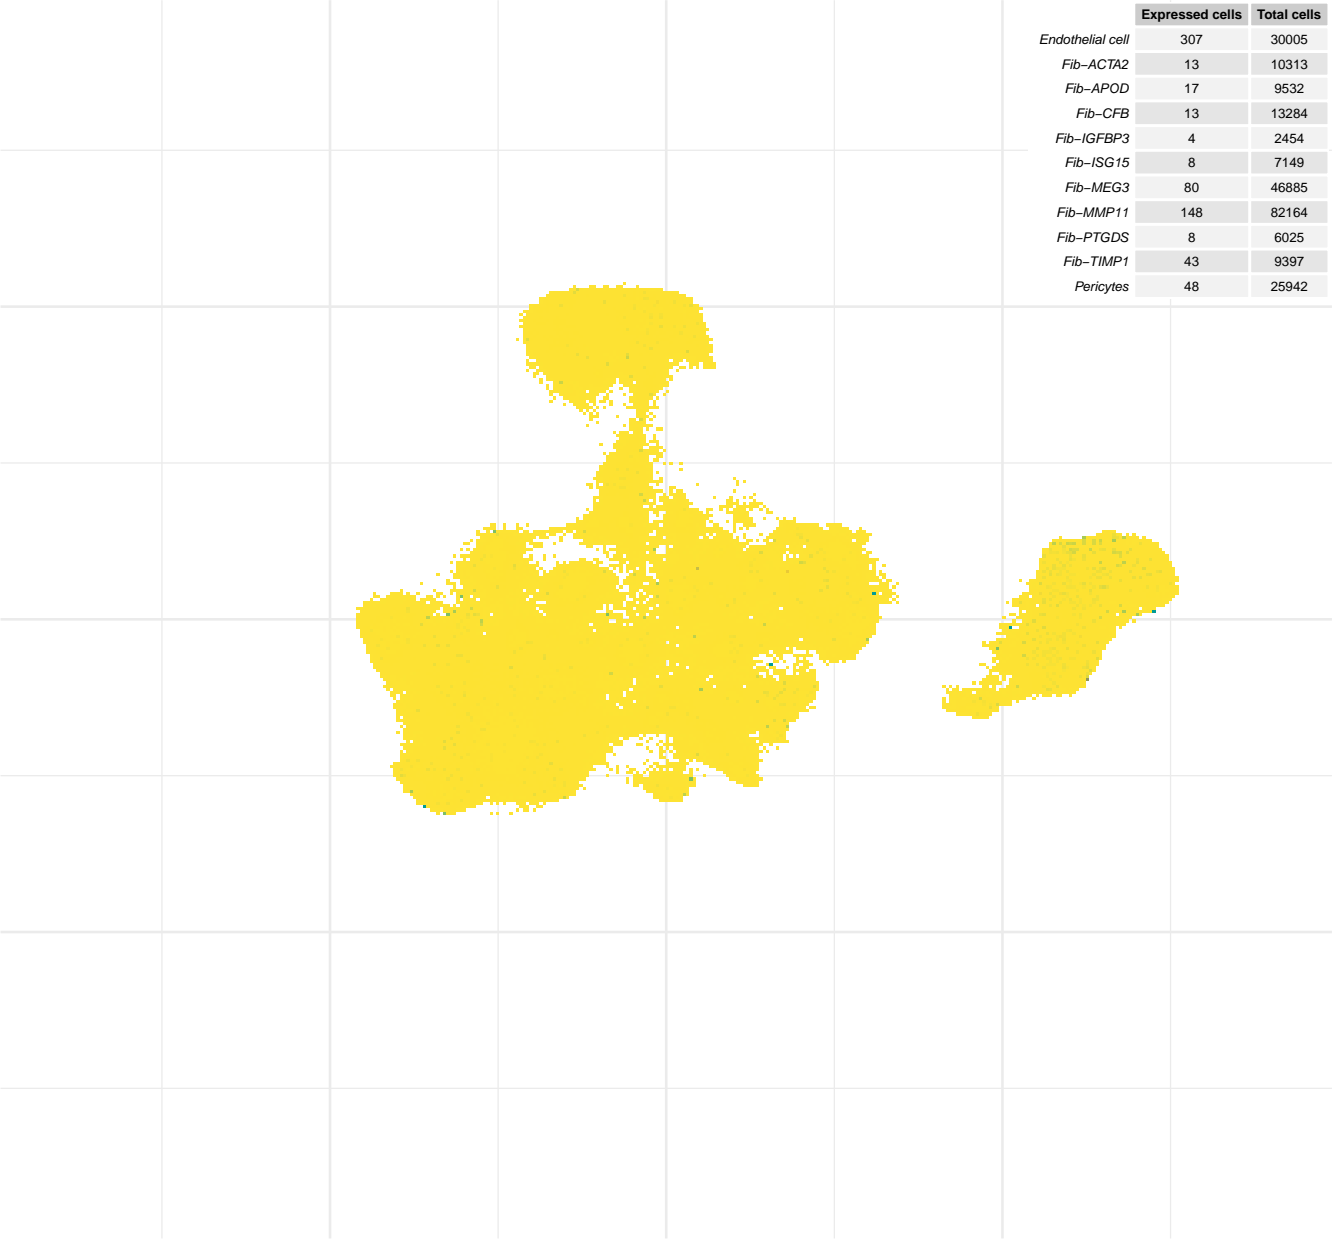 Expressed cells Total cells
Endothelial cell 307 30005
Fib−ACTA2 13 10313
Fib−APOD 17 9532
Fib−CFB 13 13284
Fib−IGFBP3 4 2454
Fib−ISG15 8 7149
Fib−MEG3 80 46885
Fib−MMP11 148 82164
Fib−PTGDS 8 6025
Fib−TIMP1 43 9397
Pericytes 48 25942